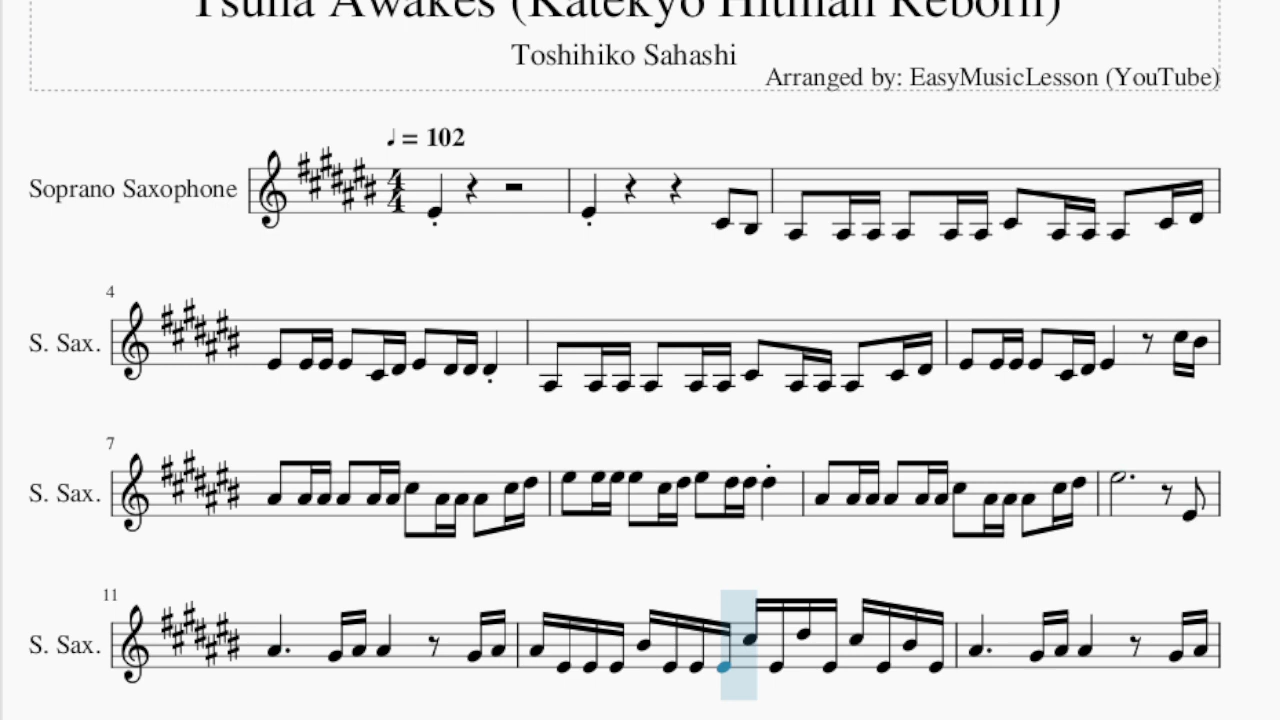 Tsuna Awakes (Katekyo Hitman Reborn)
Toshihiko Sahashi
Arranged by: EasyMusicLesson (YouTube)
= 102
Soprano Saxophone
4
4
4
S. Sax.
7
S. Sax.
11
S. Sax.